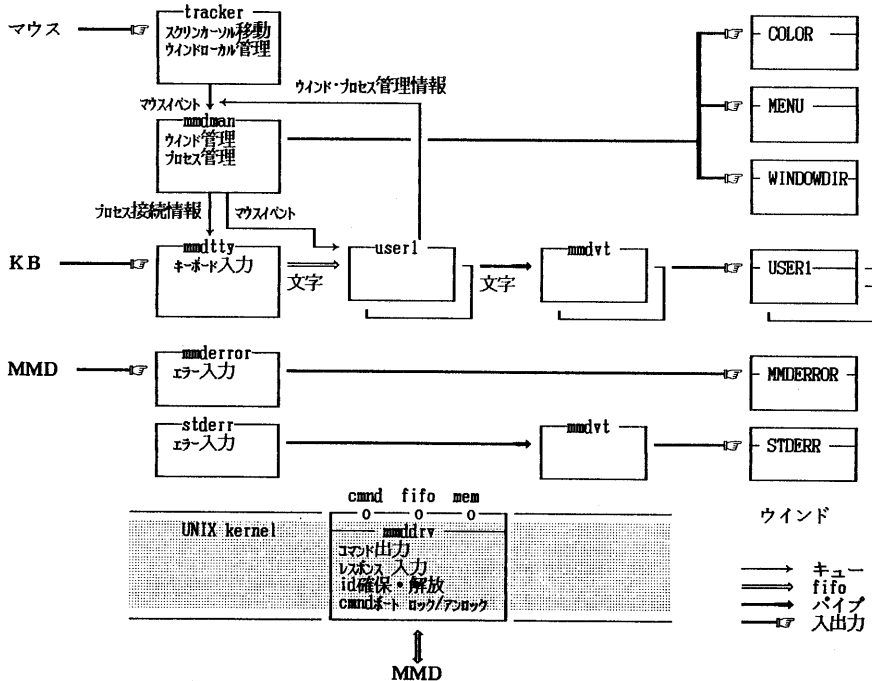 マウス
tracker
スクリンカーソル移動
ウインドローカル管理
マウスイベント
ウインド・プロセス管理情報
mmdman
ウインド管理
プロセス管理
プロセス接続情報
マウスイベント
COLOR
MENU
WINDOWDIR
KB
mmdtty
キーボード入力
文字
user1
文字
mmdvt
USER1
MMD
mmderror
エラー入力
MMDERROR
stderr
エラー入力
mmdvt
STDERR
ウインド
cmnd fifo mem
UNIX kernel
mmddrv
コマンド出力
レスポンス 入力
id確保・解放
cmndポート ロック/アンロック
MMD
キュー
fifo
パイプ
入出力